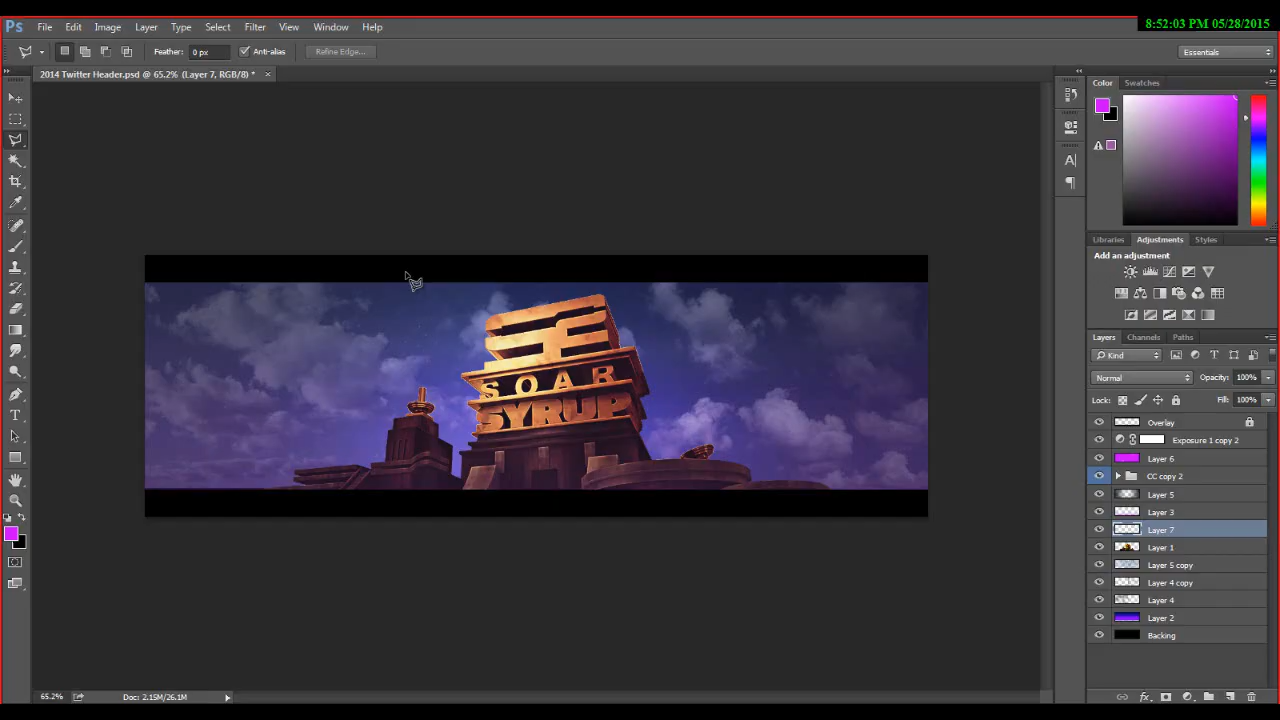 8:52:03 PM 05/28/2015
Ps File Edit Image Layer Type Select Filter View Window Help
Feather: 0 px Anti-alias Refine Edge... Essentials
2014 Twitter Header.psd @ 65.2% (Layer 7, RGB/8) * ×
Color Swatches
Libraries Adjustments Styles
Add an adjustment
SOAR
SYRUP
Layers Channels Paths
Kind
Normal Opacity: 100%
Lock: Fill: 100%
Overlay
Exposure 1 copy 2
Layer 6
CC copy 2
Layer 5
Layer 3
Layer 7
Layer 1
Layer 5 copy
Layer 4 copy
Layer 4
Layer 2
Backing
65.2% Doc: 2.15M/26.1M